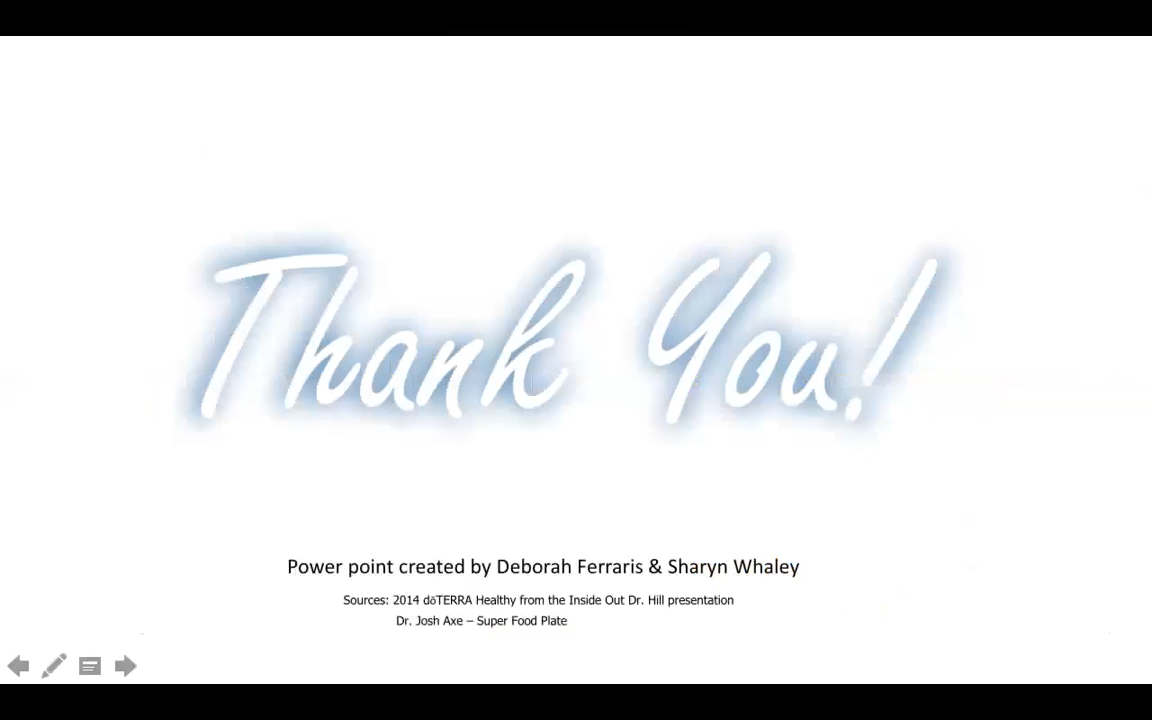 Thank You!
Power point created by Deborah Ferraris & Sharyn Whaley
Sources: 2014 dōTERRA Healthy from the Inside Out Dr. Hill presentation
Dr. Josh Axe – Super Food Plate